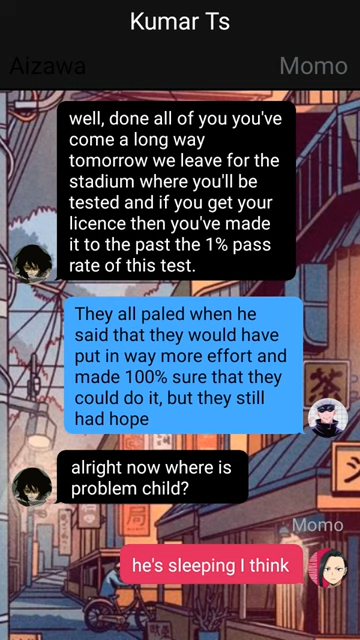 Kumar Ts
Aizawa
Momo
well, done all of you you've
come a long way
tomorrow we leave for the
stadium where you'll be
tested and if you get your
licence then you've made
it to the past the 1% pass
rate of this test.
They all paled when he
said that they would have
put in way more effort and
made 100% sure that they
could do it, but they still
had hope
alright now where is
problem child?
Momo
he's sleeping I think